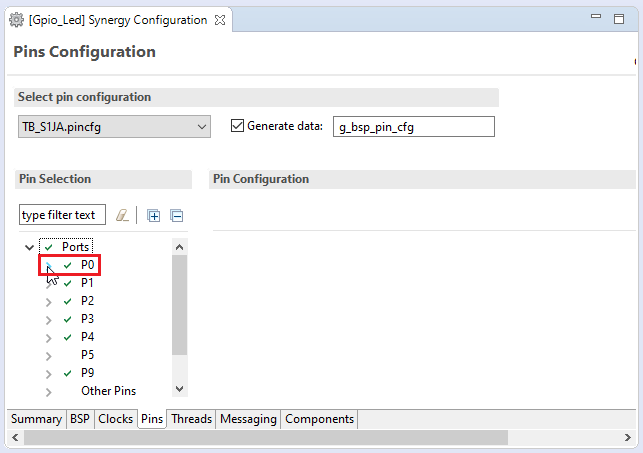 [Gpio_Led] Synergy Configuration
Pins Configuration
Select pin configuration
TB_S1JA.pincfg
Generate data:
g_bsp_pin_cfg
Pin Selection
Pin Configuration
type filter text
Ports
P0
P1
P2
P3
P4
P5
P9
Other Pins
Summary BSP Clocks Pins Threads Messaging Components